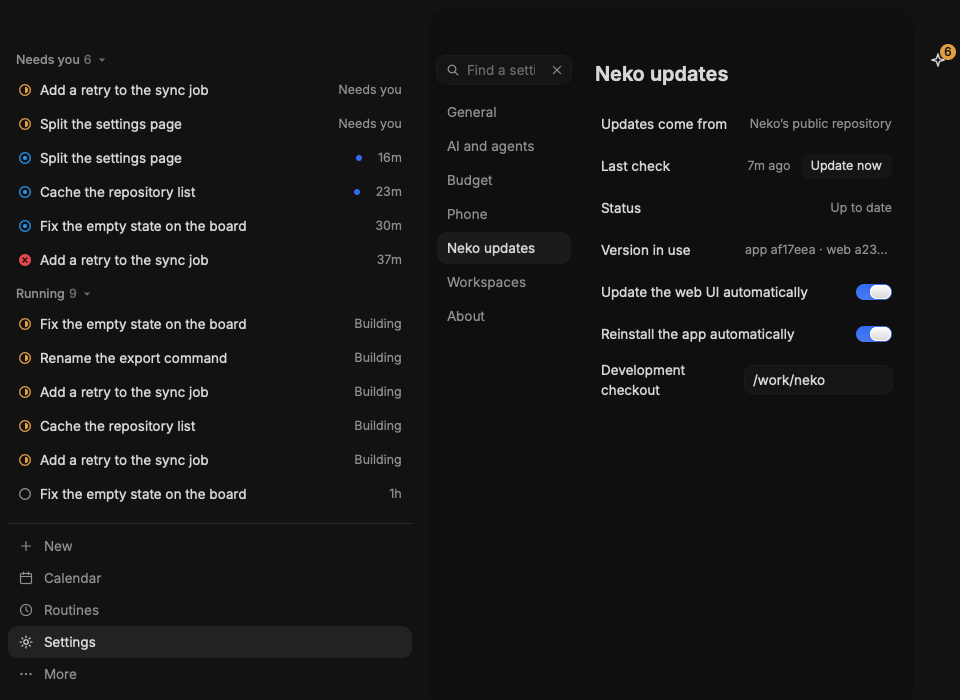 Needs you 6
Add a retry to the sync job Needs you
Split the settings page Needs you
Split the settings page 16m
Cache the repository list 23m
Fix the empty state on the board 30m
Add a retry to the sync job 37m
Running 9
Fix the empty state on the board Building
Rename the export command Building
Add a retry to the sync job Building
Cache the repository list Building
Add a retry to the sync job Building
Fix the empty state on the board 1h
New
Calendar
Routines
Settings
More
Find a setti
General
AI and agents
Budget
Phone
Neko updates
Workspaces
About
Neko updates
Updates come from Neko’s public repository
Last check 7m ago Update now
Status Up to date
Version in use app af17eea · web a23…
Update the web UI automatically
Reinstall the app automatically
Development
checkout
/work/neko
6